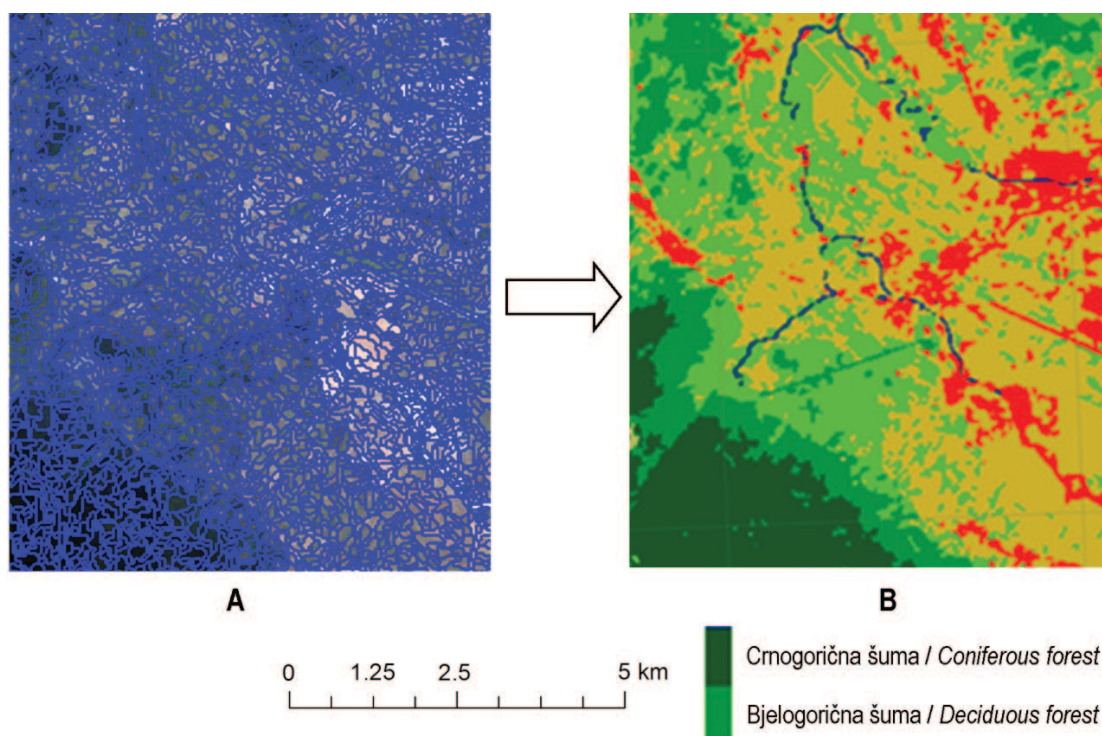 A
B
0 1.25 2.5 5 km
Crnogorična šuma / Coniferous forest
Bjelogorična šuma / Deciduous forest